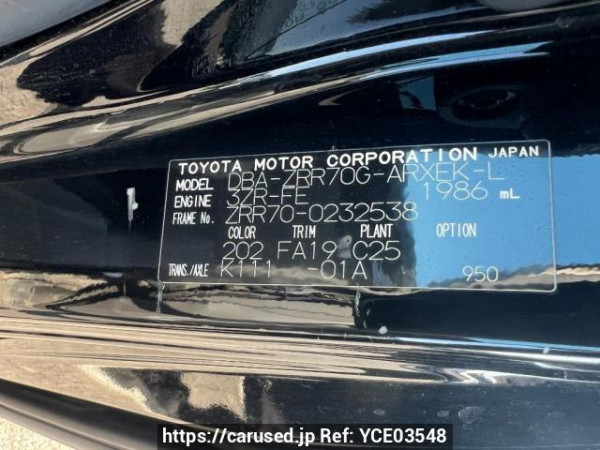 TOYOTA MOTOR CORPORATION JAPAN
MODEL DBA-ZRR70G-ARXEK-L
ENGINE 3ZR-FE 1986 mL
FRAME No. ZRR70-0232538
COLOR TRIM PLANT OPTION
202 FA19 C25
TRANS./AXLE K111 -01A 950
https://carused.jp Ref: YCE03548